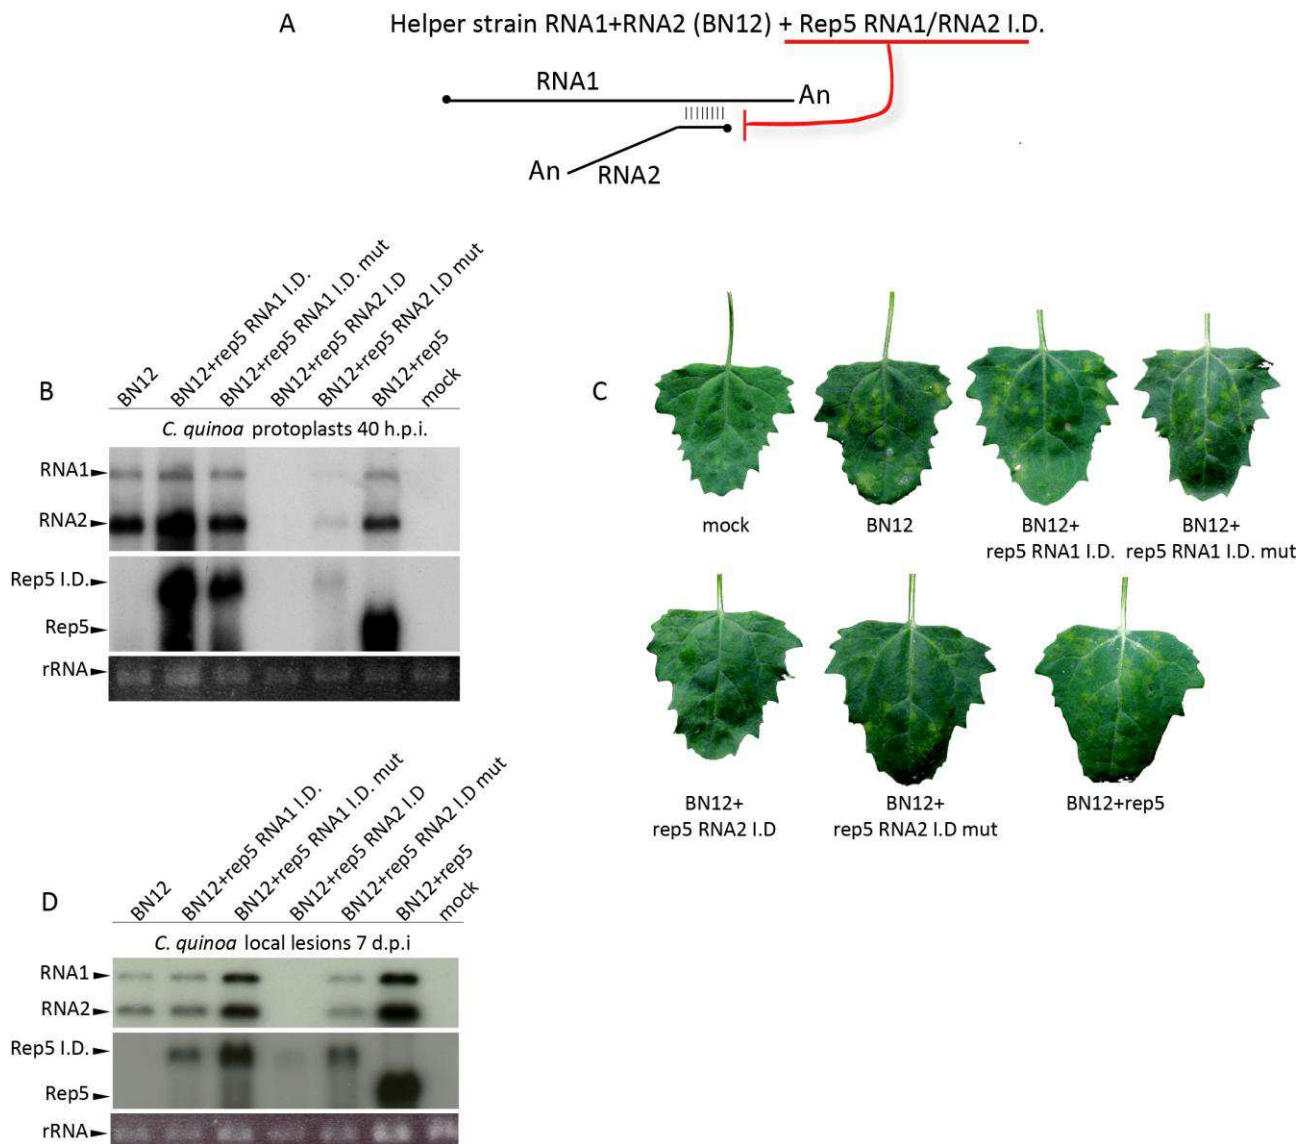 A
Helper strain RNA1+RNA2 (BN12) + Rep5 RNA1/RNA2 I.D.
RNA1
An
An
RNA2
B
BN12
BN12+rep5 RNA1 I.D.
BN12+rep5 RNA1 I.D. mut
BN12+rep5 RNA2 I.D
BN12+rep5 RNA2 I.D mut
BN12+rep5
mock
C. quinoa protoplasts 40 h.p.i.
RNA1
RNA2
Rep5 I.D.
Rep5
rRNA
C
mock
BN12
BN12+
rep5 RNA1 I.D.
BN12+
rep5 RNA1 I.D. mut
BN12+
rep5 RNA2 I.D
BN12+
rep5 RNA2 I.D mut
BN12+rep5
D
BN12
BN12+rep5 RNA1 I.D.
BN12+rep5 RNA1 I.D. mut
BN12+rep5 RNA2 I.D
BN12+rep5 RNA2 I.D mut
BN12+rep5
mock
C. quinoa local lesions 7 d.p.i
RNA1
RNA2
Rep5 I.D.
Rep5
rRNA